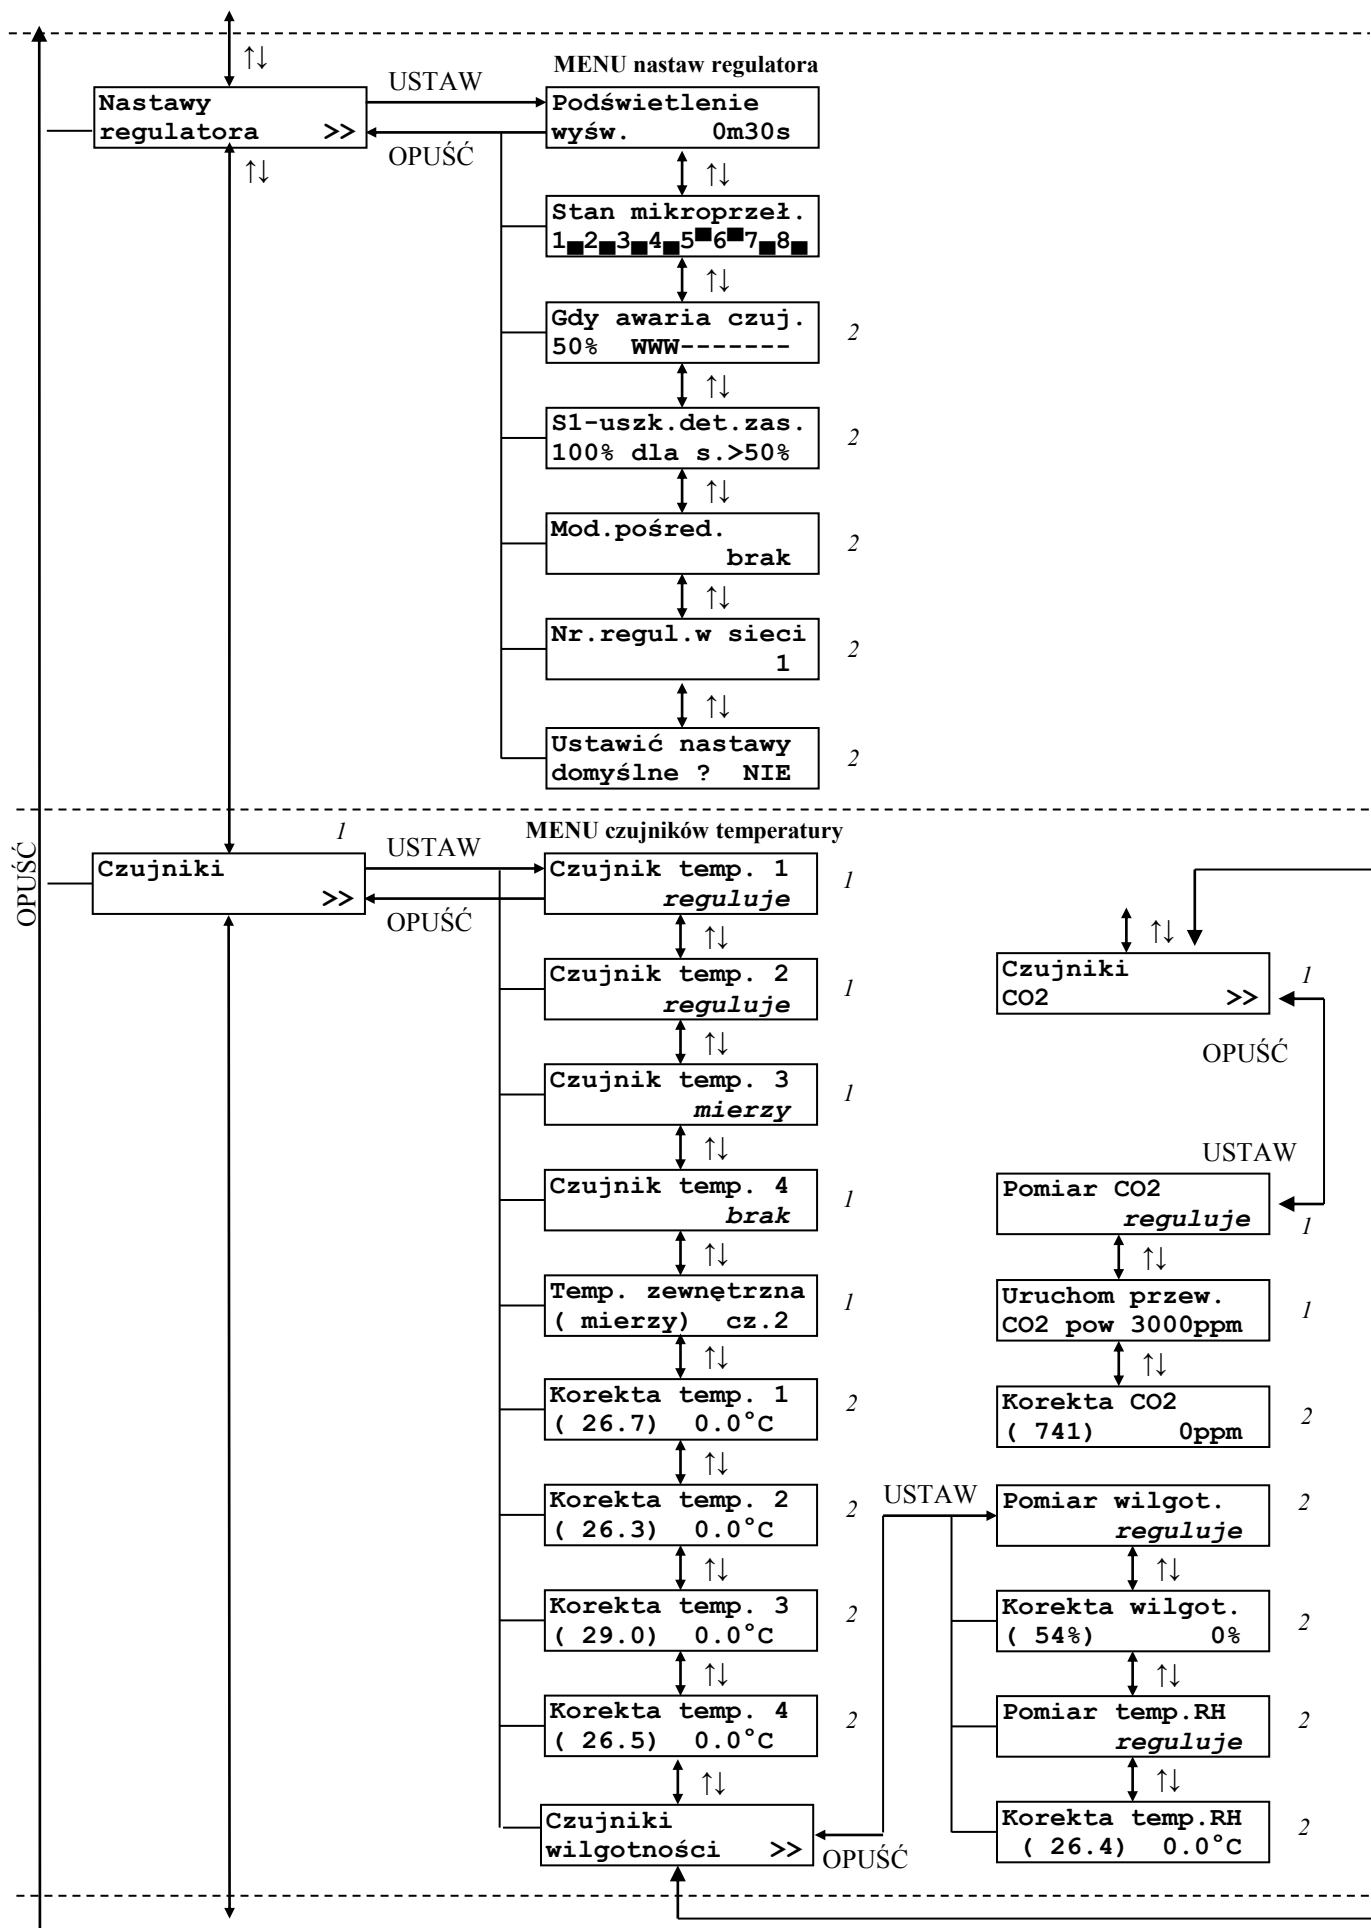 ↑↓
MENU nastaw regulatora
USTAW
Nastawy
regulatora >>
OPUŚĆ
↑↓
Podświetlenie
wyśw. 0m30s
↑↓
Stan mikroprzeł.
1▄2▄3▄4▄5▀6▀7▄8▄
↑↓
Gdy awaria czuj.
50% WWW-------
2
↑↓
S1-uszk.det.zas.
100% dla s.>50%
2
↑↓
Mod.pośred.
brak
2
↑↓
Nr.regul.w sieci
1
2
↑↓
Ustawić nastawy
domyślne ? NIE
2
OPUŚĆ
MENU czujników temperatury
1
USTAW
Czujniki
>>
OPUŚĆ
Czujnik temp. 1
reguluje
1
↑↓
Czujnik temp. 2
reguluje
1
↑↓
Czujnik temp. 3
mierzy
1
↑↓
Czujnik temp. 4
brak
1
↑↓
Temp. zewnętrzna
( mierzy) cz.2
1
↑↓
Korekta temp. 1
( 26.7) 0.0°C
2
↑↓
Korekta temp. 2
( 26.3) 0.0°C
2
↑↓
Korekta temp. 3
( 29.0) 0.0°C
2
↑↓
Korekta temp. 4
( 26.5) 0.0°C
2
↑↓
Czujniki
wilgotności >>
OPUŚĆ
↑↓
Czujniki
CO2 >>
1
OPUŚĆ
USTAW
Pomiar CO2
reguluje
1
↑↓
Uruchom przew.
CO2 pow 3000ppm
1
↑↓
Korekta CO2
( 741) 0ppm
2
USTAW
Pomiar wilgot.
reguluje
2
↑↓
Korekta wilgot.
( 54%) 0%
2
↑↓
Pomiar temp.RH
reguluje
2
↑↓
Korekta temp.RH
( 26.4) 0.0°C
2